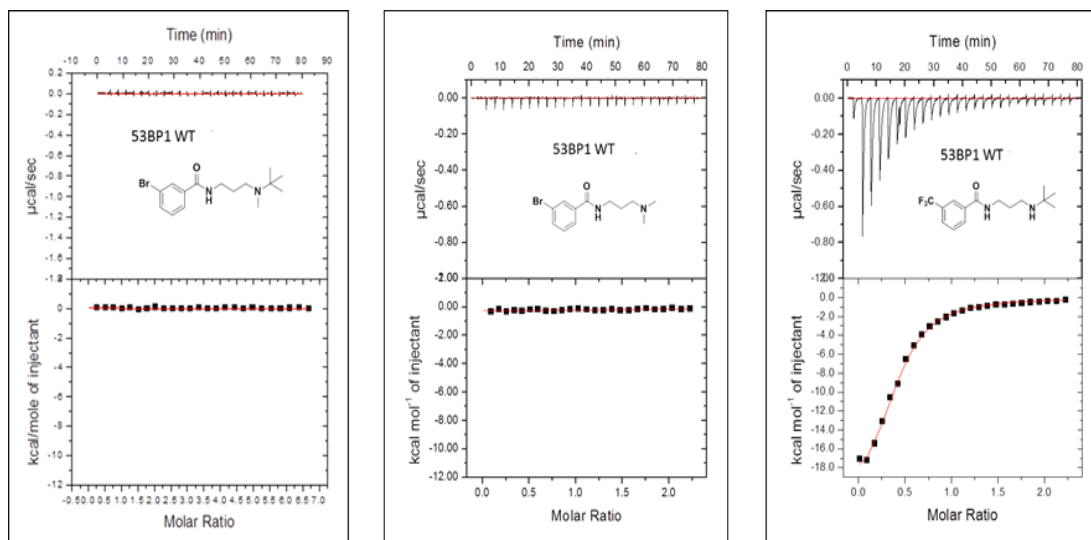 Time (min)
0 10 20 30 40 50 60 70 80 90
0.2
0.0
-0.2
-0.4
-0.6
-0.8
-1.0
-1.2
-1.4
-1.6
µcal/sec
53BP1 WT
Br
O
N
H
N
0
-2
-4
-6
-8
-10
-12
kcal/mole of injectant
-0.5 0.0 0.5 1.0 1.5 2.0 2.5 3.0 3.5 4.0 4.5 5.0 5.5 6.0 6.5 7.0
Molar Ratio
Time (min)
0 10 20 30 40 50 60 70 80
0.00
-0.20
-0.40
-0.60
-0.80
µcal/sec
53BP1 WT
Br
O
N
H
N
0.00
-2.00
-4.00
-6.00
-8.00
-10.00
-12.00
kcal mol⁻¹ of injectant
0.0 0.5 1.0 1.5 2.0
Molar Ratio
Time (min)
0 10 20 30 40 50 60 70 80
0.00
-0.20
-0.40
-0.60
-0.80
µcal/sec
53BP1 WT
F₃C
O
N
H
N
H
0.0
-2.0
-4.0
-6.0
-8.0
-10.0
-12.0
-14.0
-16.0
-18.0
kcal mol⁻¹ of injectant
0.0 0.5 1.0 1.5 2.0
Molar Ratio